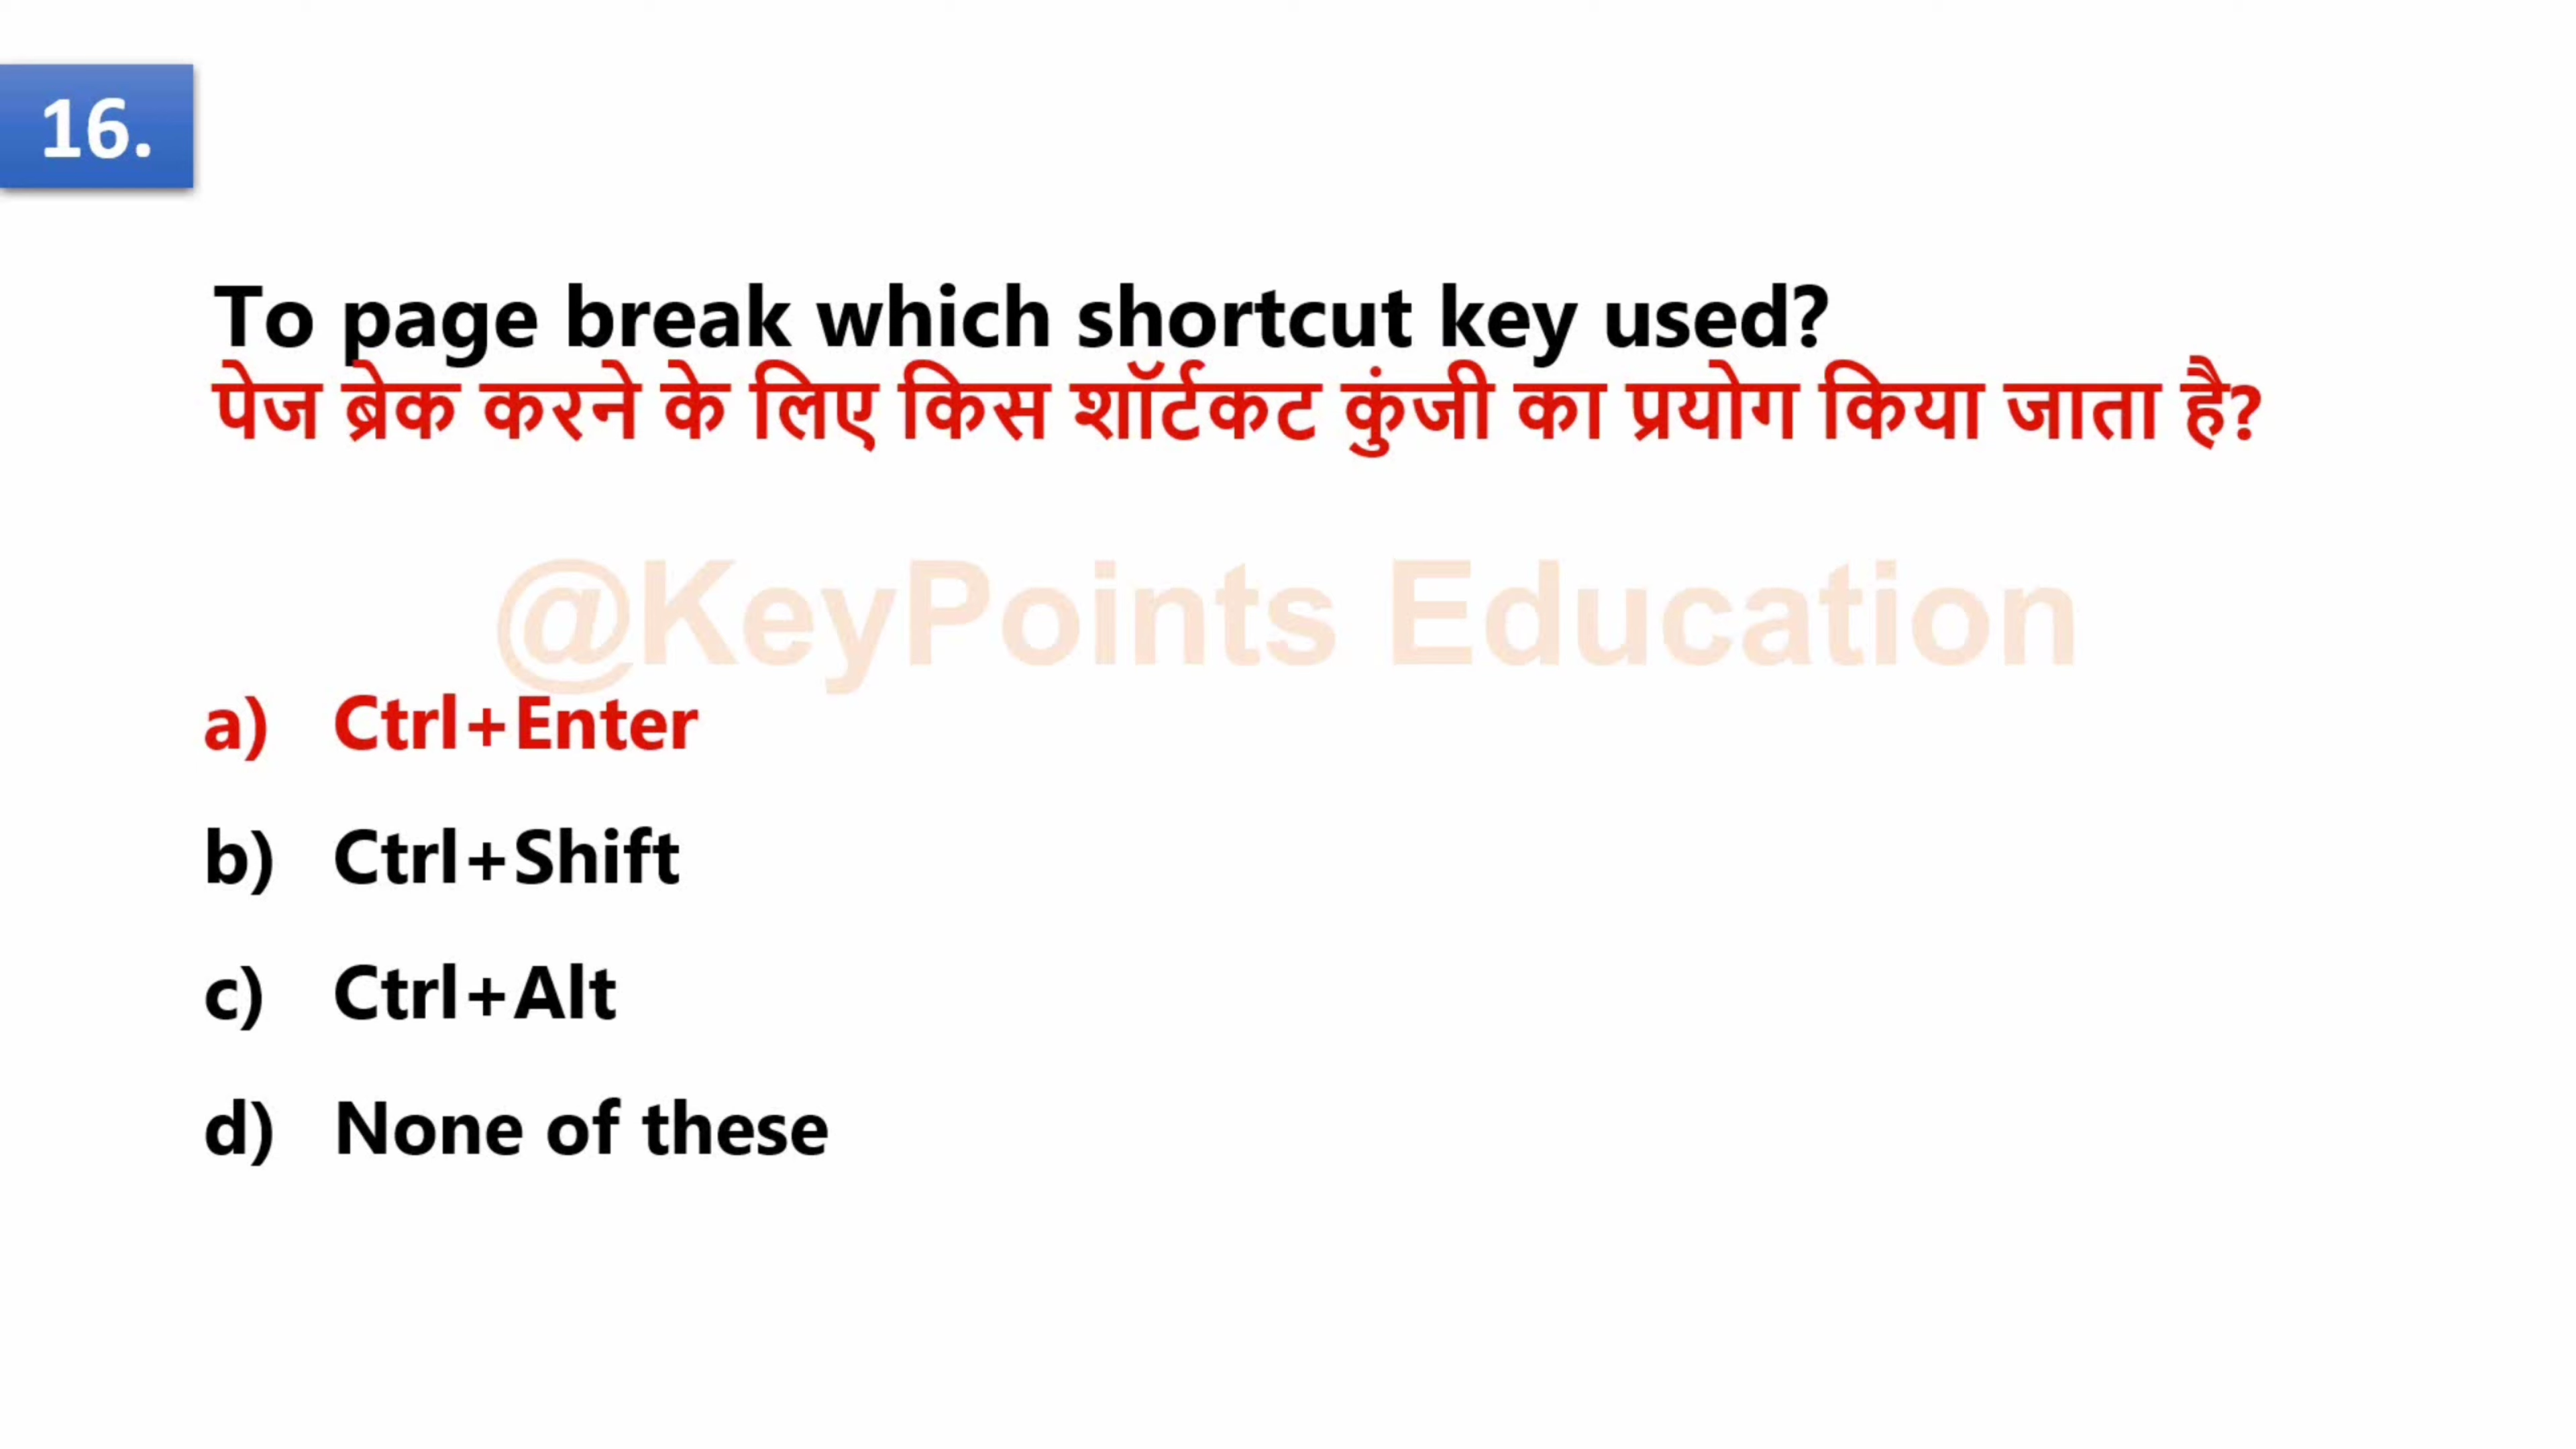 16.
To page break which shortcut key used?
पेज ब्रेक करने के लिए किस शॉर्टकट कुंजी का प्रयोग किया जाता है?
@KeyPoints Education
a) Ctrl+Enter
b) Ctrl+Shift
c) Ctrl+Alt
d) None of these